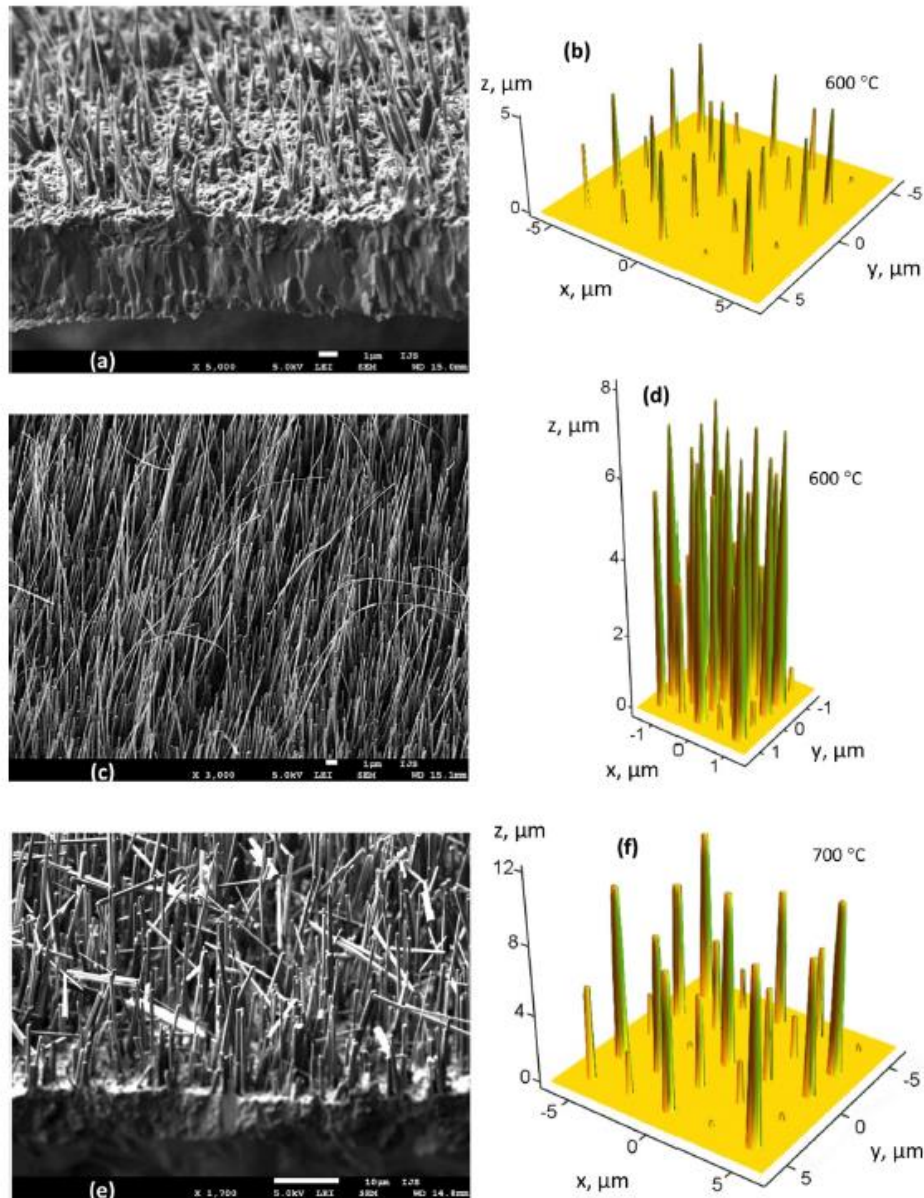 (b)
600 °C
z, µm
5
0
-5
0
5
x, µm
-5
0
5
y, µm
(a)
X 5,000 5.0kV LEI 1µm IJS SEM WD 15.0mm
(d)
600 °C
z, µm
8
6
4
2
0
-1
0
1
x, µm
-1
0
1
y, µm
(c)
X 3,000 5.0kV LEI 1µm IJS SEM WD 15.1mm
(f)
700 °C
z, µm
12
8
4
0
-5
0
5
x, µm
-5
0
5
y, µm
(e)
X 1,700 5.0kV LEI 10µm IJS SEM WD 14.8mm